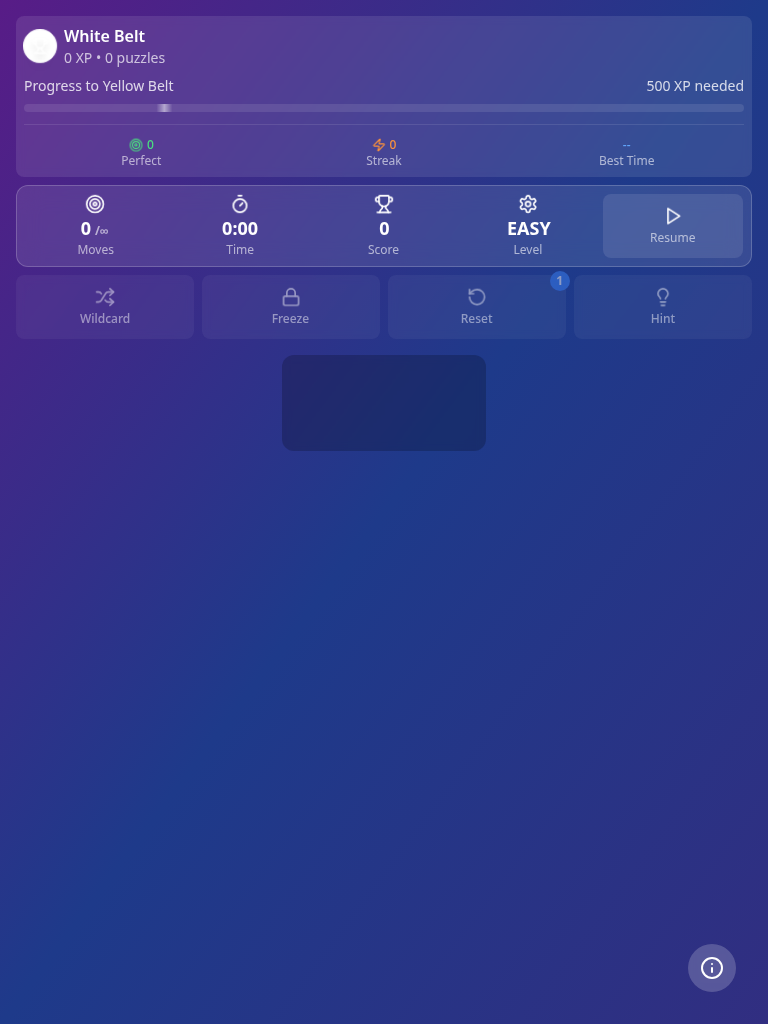 White Belt
0 XP • 0 puzzles
Progress to Yellow Belt
500 XP needed
0
Perfect
0
Streak
--
Best Time
0 /∞
Moves
0:00
Time
0
Score
EASY
Level
Resume
Wildcard
Freeze
1
Reset
Hint